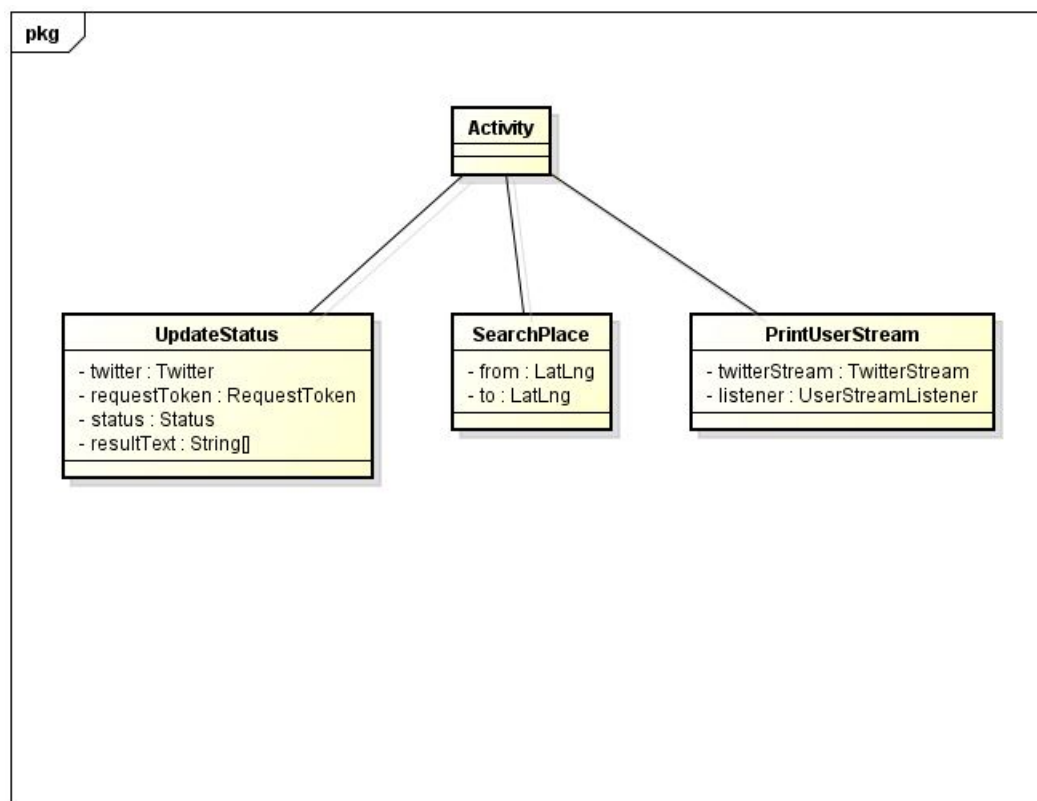 pkg
Activity
UpdateStatus
- twitter : Twitter
- requestToken : RequestToken
- status : Status
- resultText : String[]
SearchPlace
- from : LatLng
- to : LatLng
PrintUserStream
- twitterStream : TwitterStream
- listener : UserStreamListener